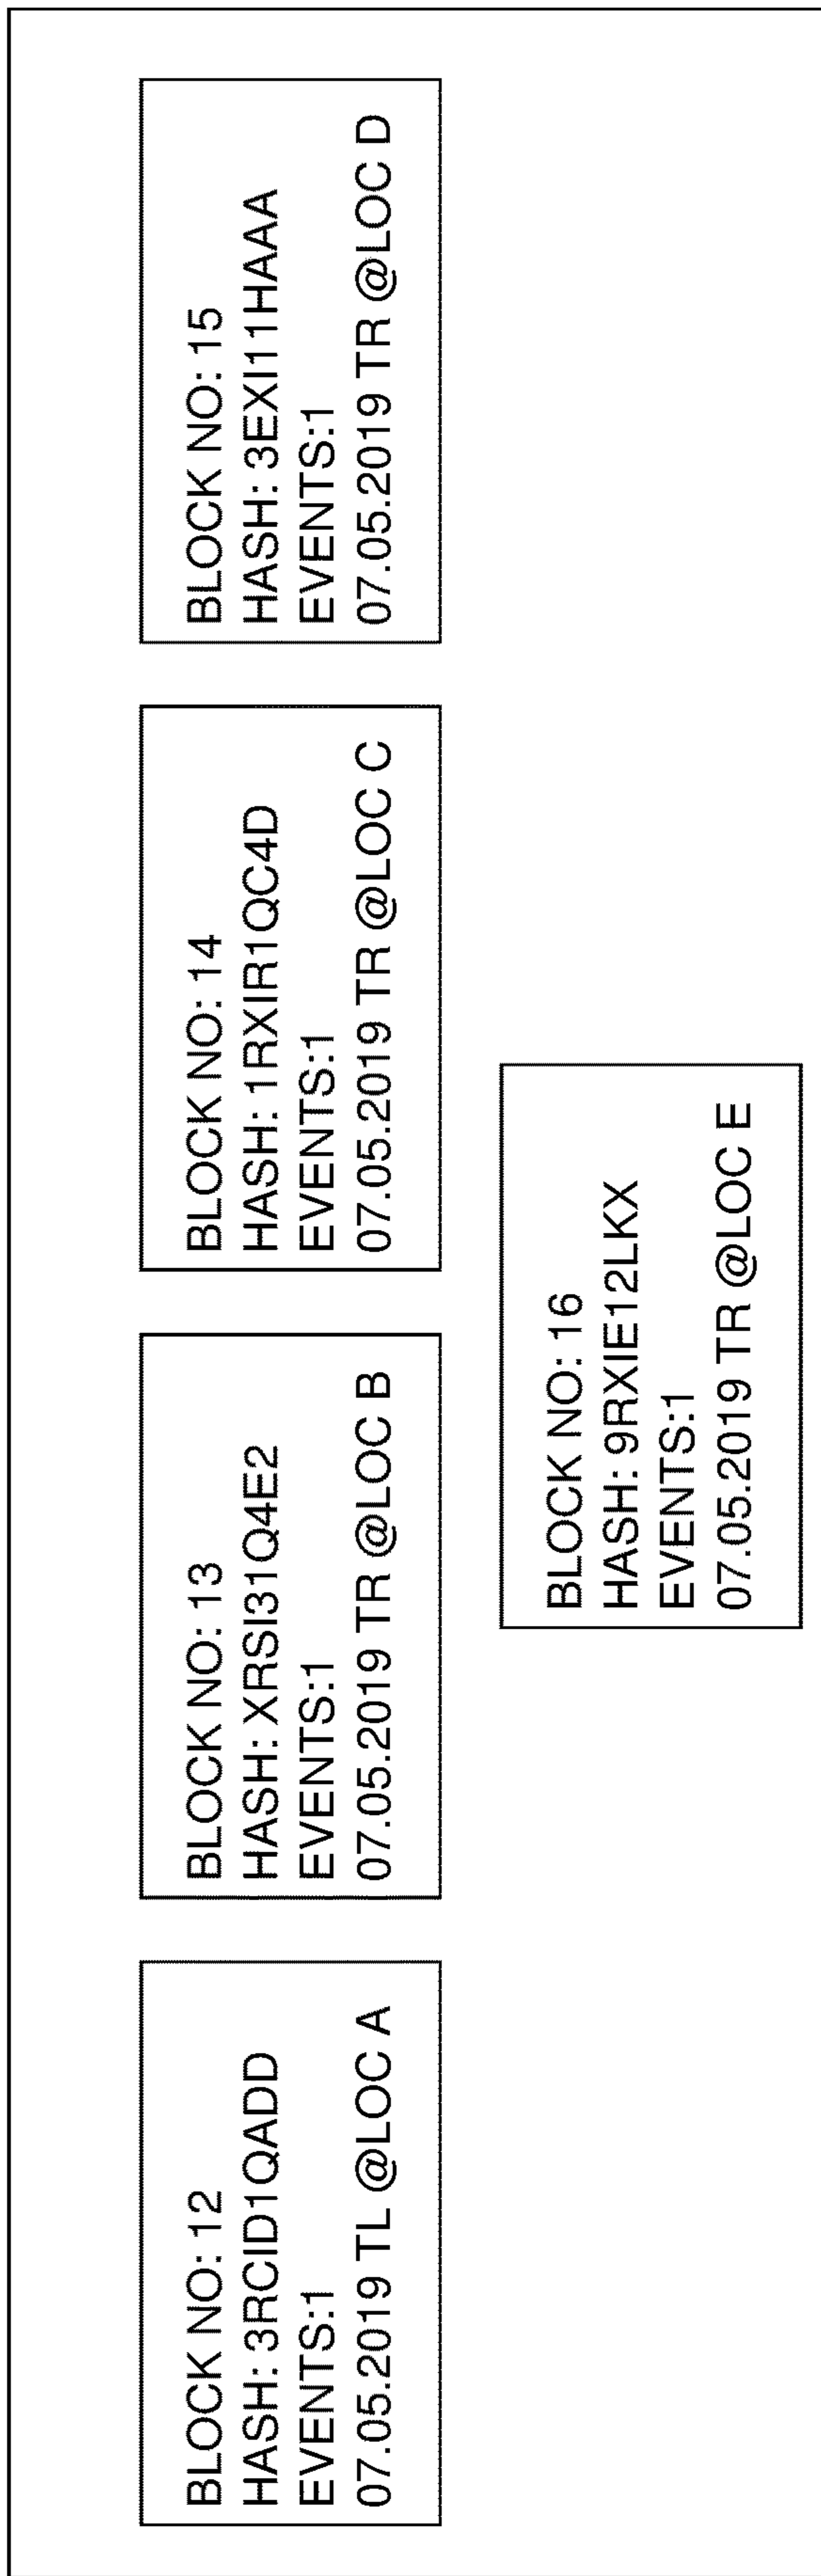 BLOCK NO: 12
HASH: 3RCID1QADD
EVENTS:1
07.05.2019 TL @LOC A
BLOCK NO: 13
HASH: XRSI31Q4E2
EVENTS:1
07.05.2019 TR @LOC B
BLOCK NO: 14
HASH: 1RXIR1QC4D
EVENTS:1
07.05.2019 TR @LOC C
BLOCK NO: 15
HASH: 3EXI11HAAA
EVENTS:1
07.05.2019 TR @LOC D
BLOCK NO: 16
HASH: 9RXIE12LKX
EVENTS:1
07.05.2019 TR @LOC E